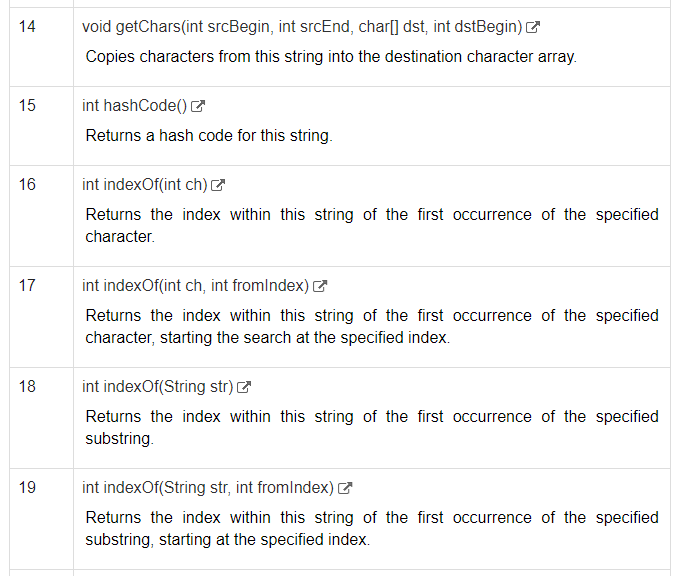 14
void getChars(int srcBegin, int srcEnd, char[] dst, int dstBegin)
Copies characters from this string into the destination character array.
15
int hashCode()
Returns a hash code for this string.
16
int indexOf(int ch)
Returns the index within this string of the first occurrence of the specified
character.
17
int indexOf(int ch, int fromIndex)
Returns the index within this string of the first occurrence of the specified
character, starting the search at the specified index.
18
int indexOf(String str)
Returns the index within this string of the first occurrence of the specified
substring.
19
int indexOf(String str, int fromIndex)
Returns the index within this string of the first occurrence of the specified
substring, starting at the specified index.